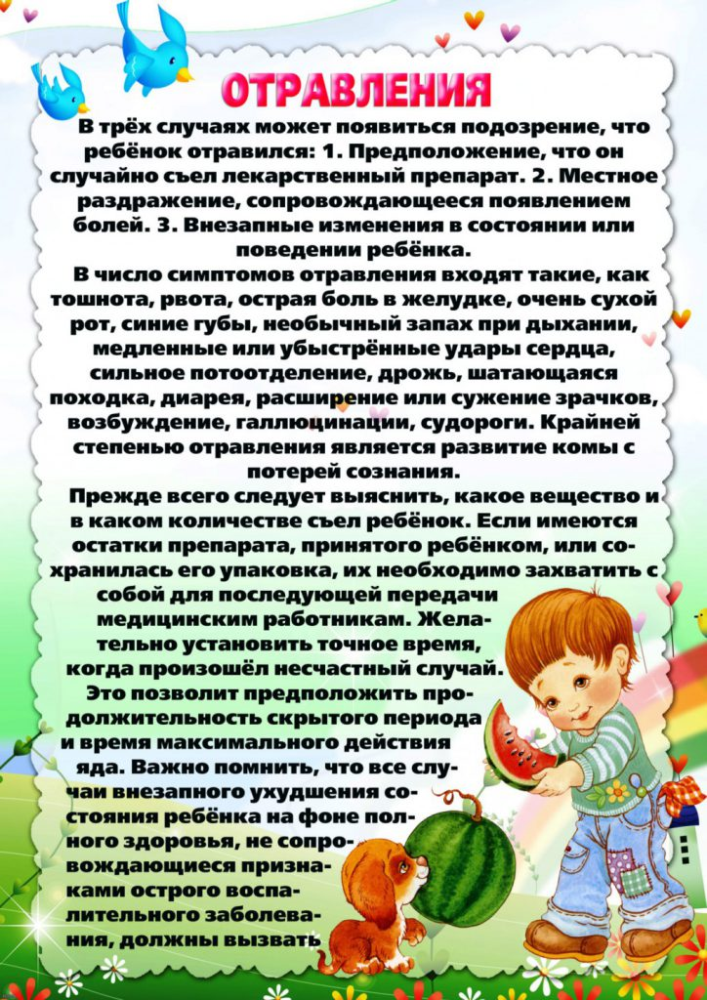 ОТРАВЛЕНИЯ
В трёх случаях может появиться подозрение, что
ребёнок отравился: 1. Предположение, что он
случайно съел лекарственный препарат. 2. Местное
раздражение, сопровождающееся появлением
болей. 3. Внезапные изменения в состоянии или
поведении ребёнка.
В число симптомов отравления входят такие, как
тошнота, рвота, острая боль в желудке, очень сухой
рот, синие губы, необычный запах при дыхании,
медленные или убыстрённые удары сердца,
сильное потоотделение, дрожь, шатающаяся
походка, диарея, расширение или сужение зрачков,
возбуждение, галлюцинации, судороги. Крайней
степенью отравления является развитие комы с
потерей сознания.
Прежде всего следует выяснить, какое вещество и
в каком количестве съел ребёнок. Если имеются
остатки препарата, принятого ребёнком, или со-
хранилась его упаковка, их необходимо захватить с
собой для последующей передачи
медицинским работникам. Жела-
тельно установить точное время,
когда произошёл несчастный случай.
Это позволит предположить про-
должительность скрытого периода
и время максимального действия
яда. Важно помнить, что все слу-
чаи внезапного ухудшения со-
стояния ребёнка на фоне пол-
ного здоровья, не сопро-
вождающиеся призна-
ками острого воспа-
лительного заболева-
ния, должны вызвать